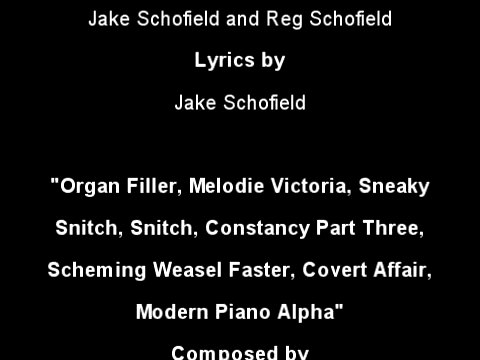 Jake Schofield and Reg Schofield
Lyrics by
Jake Schofield
"Organ Filler, Melodie Victoria, Sneaky
Snitch, Snitch, Constancy Part Three,
Scheming Weasel Faster, Covert Affair,
Modern Piano Alpha"
Composed by